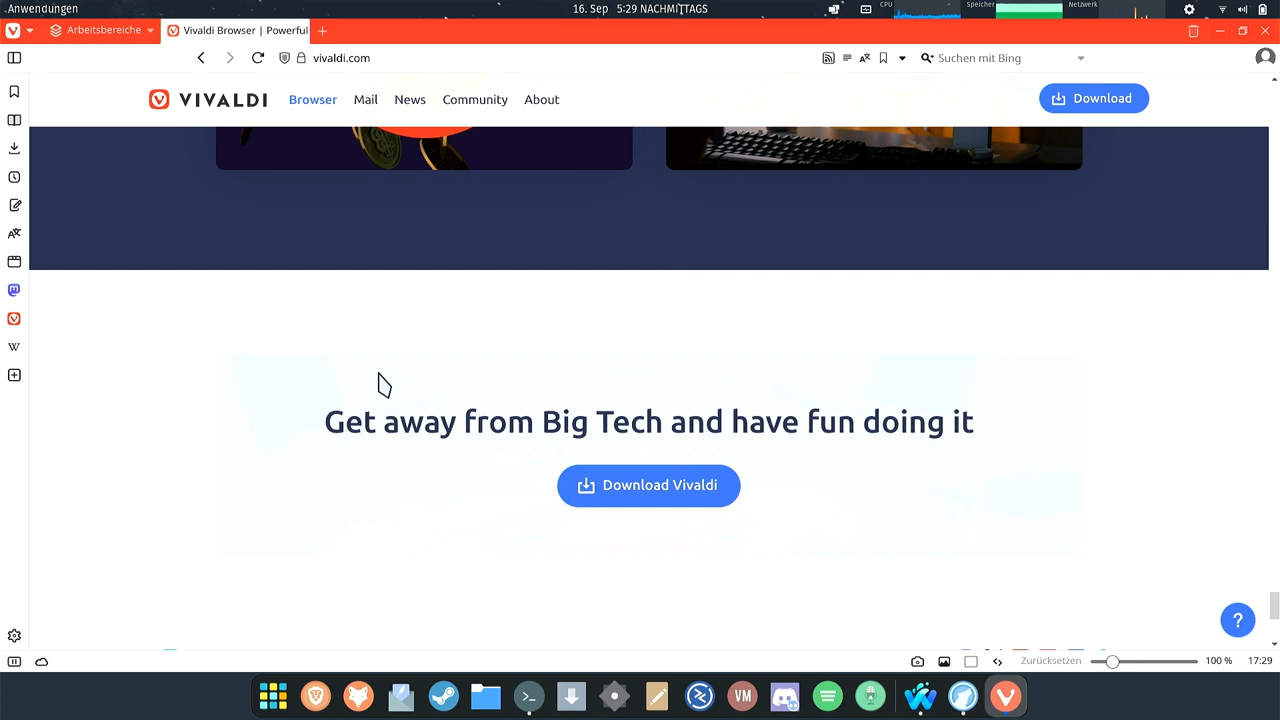 Anwendungen
16. Sep 5:29 NACHMITTAGS
CPU
Speicher
Netzwerk
Arbeitsbereiche
Vivaldi Browser | Powerful
vivaldi.com
Suchen mit Bing
VIVALDI
Browser
Mail
News
Community
About
Download
Get away from Big Tech and have fun doing it
Download Vivaldi
W
?
Zurücksetzen
100 %
17:29
VM